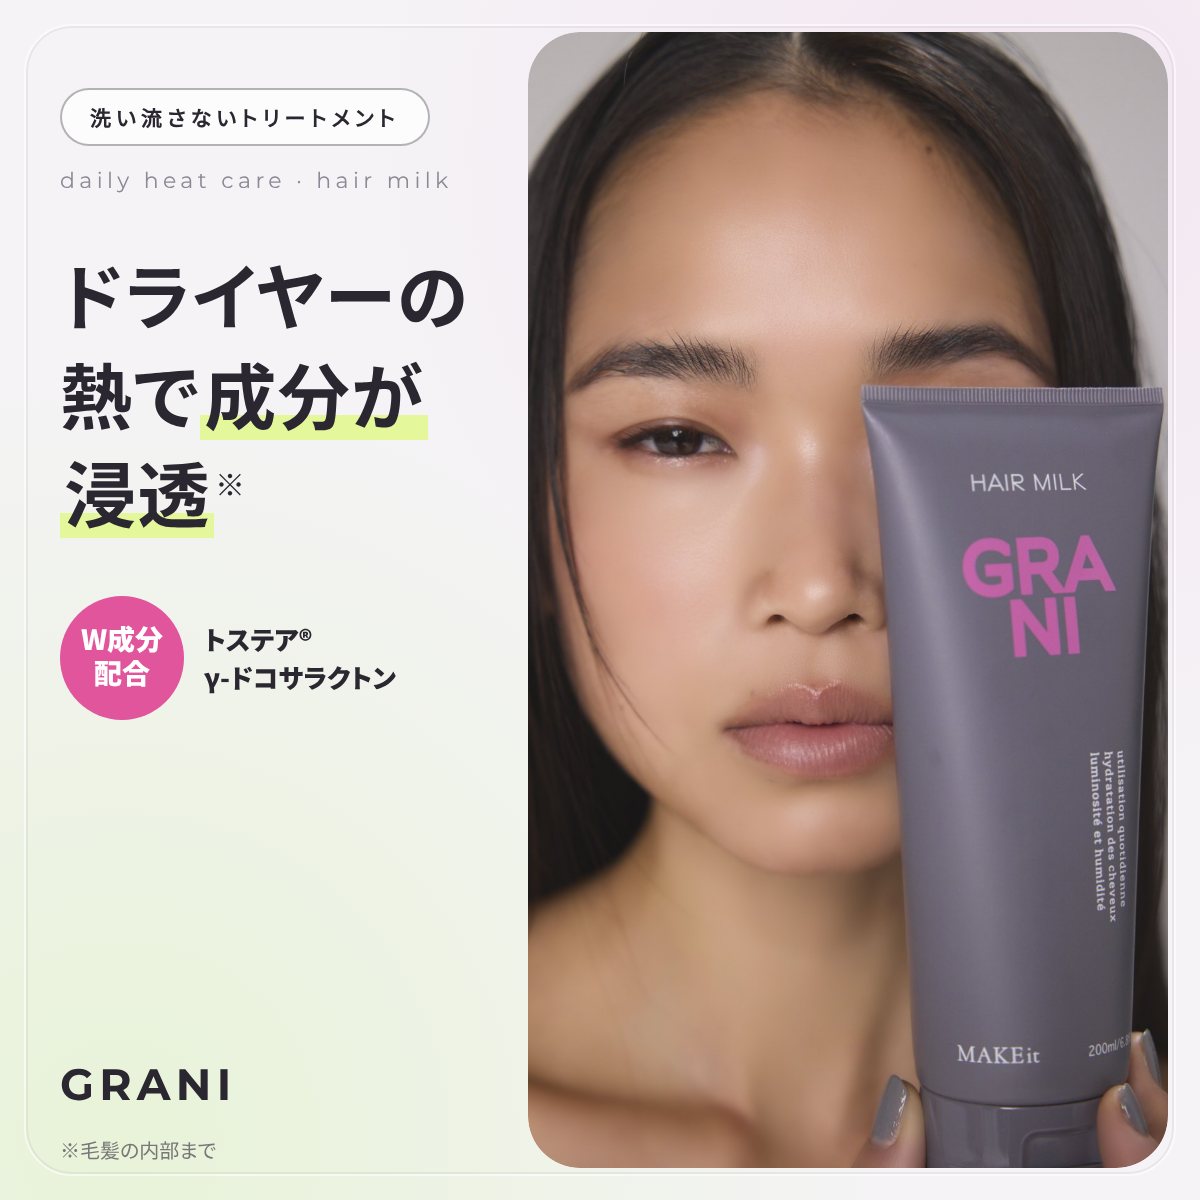 洗い流さないトリートメント
daily heat care · hair milk
ドライヤーの
熱で成分が
浸透※
W成分
配合
トステア®
γ-ドコサラクトン
GRANI
※毛髪の内部まで
HAIR MILK
GRA
NI
utilisation quotidienne
hydratation des cheveux
luminosité et humidité
MAKEit
200ml